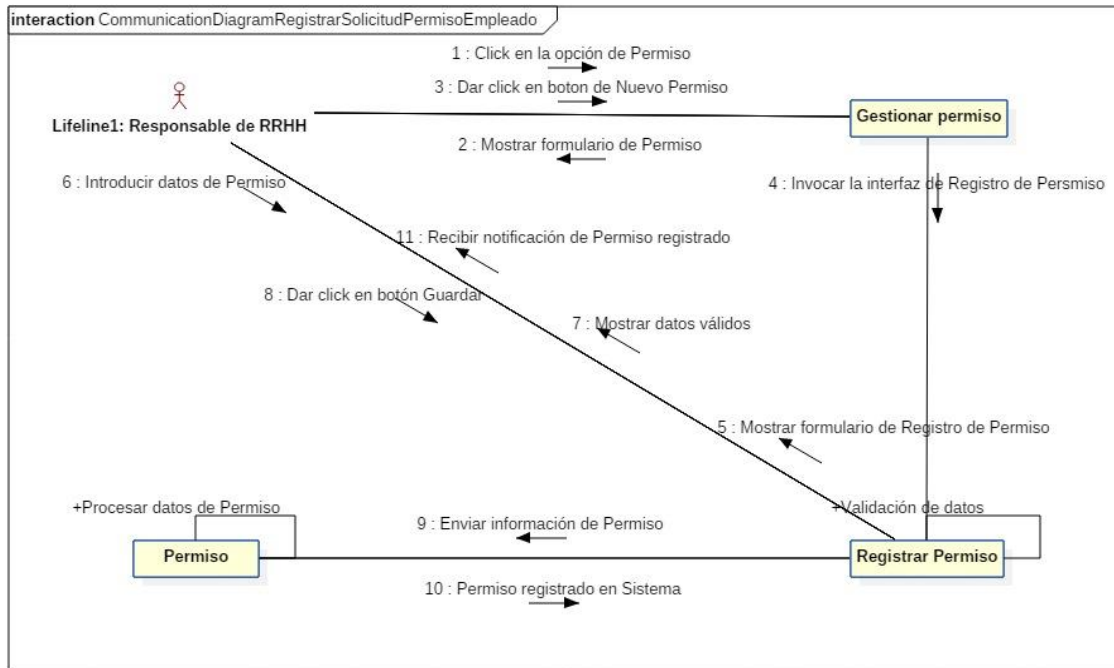 interaction CommunicationDiagramRegistrarSolicitudPermisoEmpleado
1 : Click en la opción de Permiso
3 : Dar click en boton de Nuevo Permiso
Lifeline1: Responsable de RRHH
Gestionar permiso
2 : Mostrar formulario de Permiso
6 : Introducir datos de Permiso
4 : Invocar la interfaz de Registro de Persmiso
11 : Recibir notificación de Permiso registrado
8 : Dar click en botón Guardar
7 : Mostrar datos válidos
5 : Mostrar formulario de Registro de Permiso
+Procesar datos de Permiso
+Validación de datos
9 : Enviar información de Permiso
Permiso
Registrar Permiso
10 : Permiso registrado en Sistema